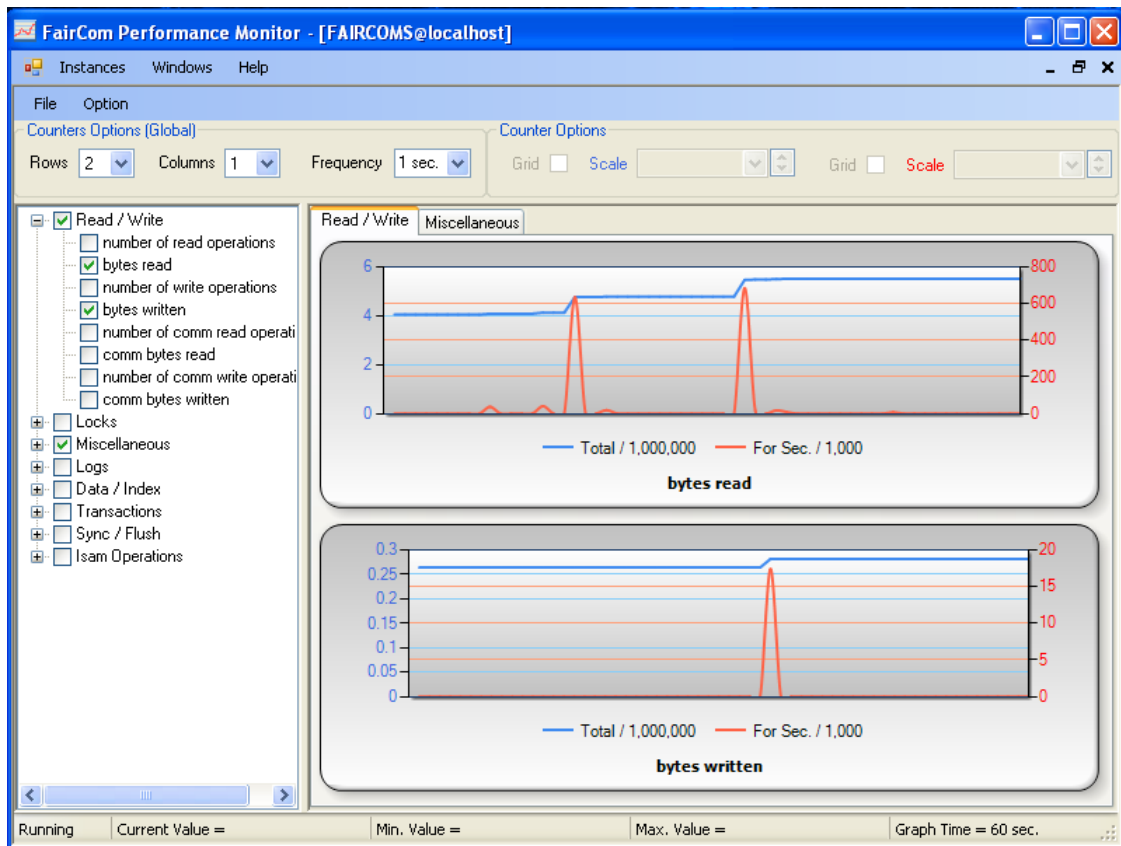 FairCom Performance Monitor - [FAIRCOMS@localhost]
Instances Windows Help
File Option
Counters Options (Global)
Counter Options
Rows 2 Columns 1 Frequency 1 sec.
Grid Scale Grid Scale
Read / Write
number of read operations
bytes read
number of write operations
bytes written
number of comm read operati
comm bytes read
number of comm write operati
comm bytes written
Locks
Miscellaneous
Logs
Data / Index
Transactions
Sync / Flush
Isam Operations
Read / Write Miscellaneous
6 800
600
4
400
2
200
0 0
Total / 1,000,000 For Sec. / 1,000
bytes read
0.3 20
0.25
15
0.2
0.15
10
0.1
5
0.05
0 0
Total / 1,000,000 For Sec. / 1,000
bytes written
Running Current Value = Min. Value = Max. Value = Graph Time = 60 sec.